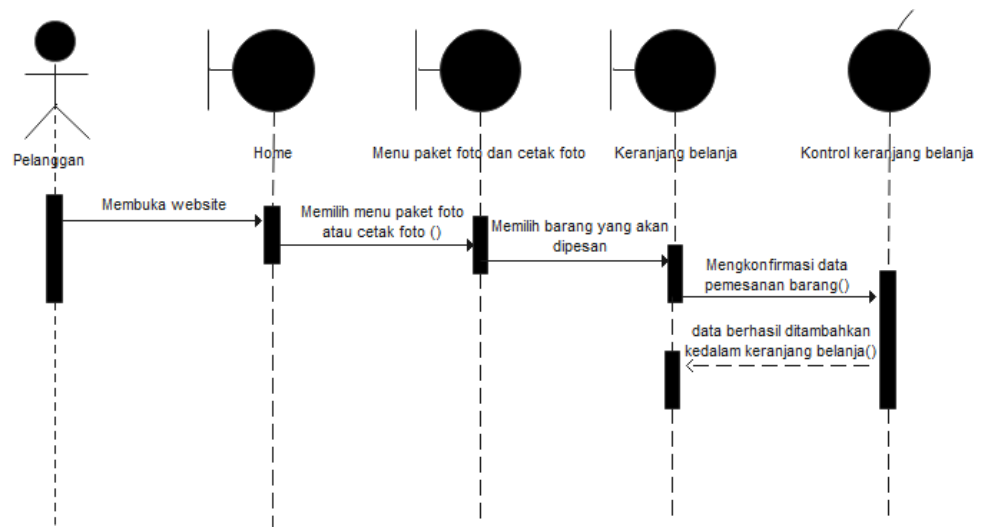 Pelanggan
Home
Menu paket foto dan cetak foto
Keranjang belanja
Kontrol keranjang belanja
Membuka website
Memilih menu paket foto
atau cetak foto ()
Memilih barang yang akan
dipesan
Mengkonfirmasi data
pemesanan barang()
data berhasil ditambahkan
kedalam keranjang belanja()